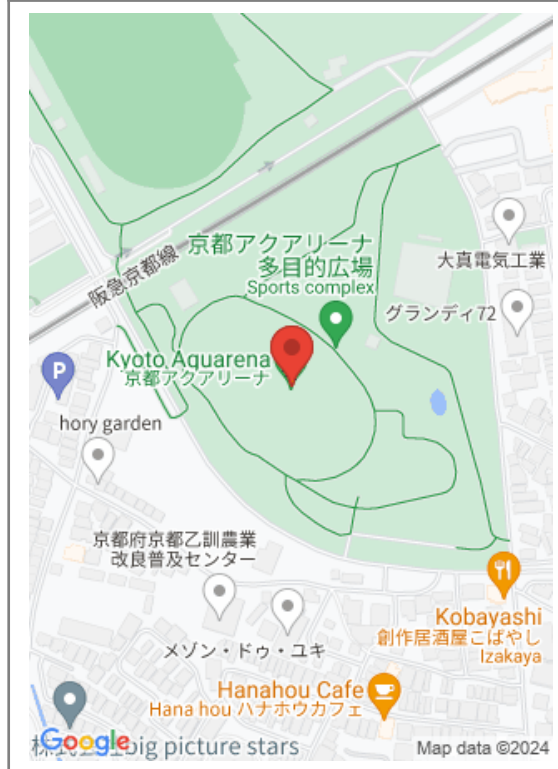 阪急京都線
京都アクアリーナ
多目的広場
Sports complex
大真電気工業
グランディ72
Kyoto Aquarena
京都アクアリーナ
P
hory garden
京都府京都乙訓農業
改良普及センター
Kobayashi
創作居酒屋こばやし
Izakaya
メゾン・ドゥ・ユキ
Hanahou Cafe
Hana hou ハナホウカフェ
big picture stars
Google
Map data ©2024